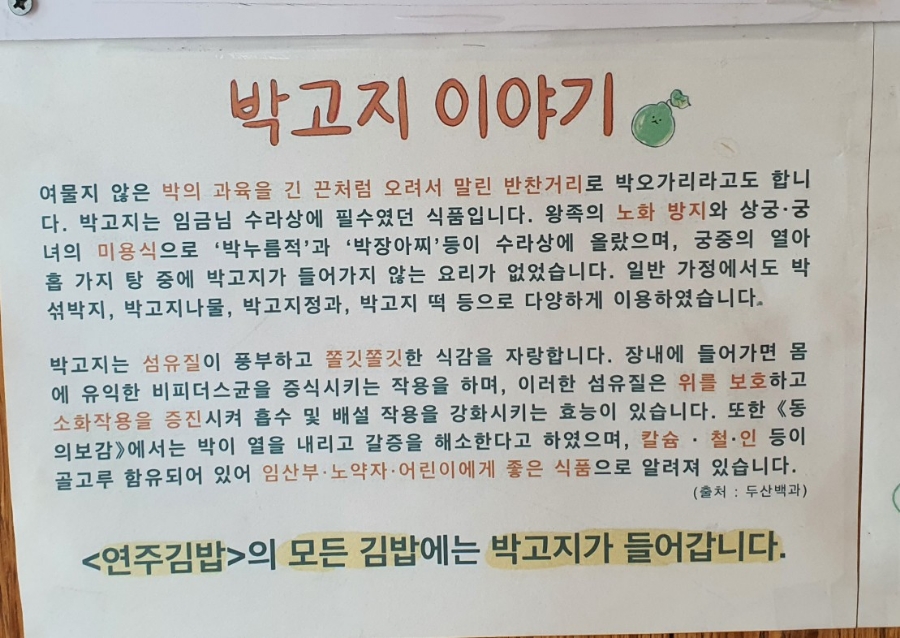 박고지 이야기
여물지 않은 박의 과육을 긴 끈처럼 오려서 말린 반찬거리로 박오가리라고도 합니
다. 박고지는 임금님 수라상에 필수였던 식품입니다. 왕족의 노화 방지와 상궁·궁
녀의 미용식으로 ‘박누름적’과 ‘박장아찌’등이 수라상에 올랐으며, 궁중의 열아
홉 가지 탕 중에 박고지가 들어가지 않는 요리가 없었습니다. 일반 가정에서도 박
섞박지, 박고지나물, 박고지정과, 박고지 떡 등으로 다양하게 이용하였습니다.
박고지는 섬유질이 풍부하고 쫄깃쫄깃한 식감을 자랑합니다. 장내에 들어가면 몸
에 유익한 비피더스균을 증식시키는 작용을 하며, 이러한 섬유질은 위를 보호하고
소화작용을 증진시켜 흡수 및 배설 작용을 강화시키는 효능이 있습니다. 또한 《동
의보감》에서는 박이 열을 내리고 갈증을 해소한다고 하였으며, 칼슘 · 철·인 등이
골고루 함유되어 있어 임산부·노약자·어린이에게 좋은 식품으로 알려져 있습니다.
(출처 : 두산백과)
<연주김밥>의 모든 김밥에는 박고지가 들어갑니다.